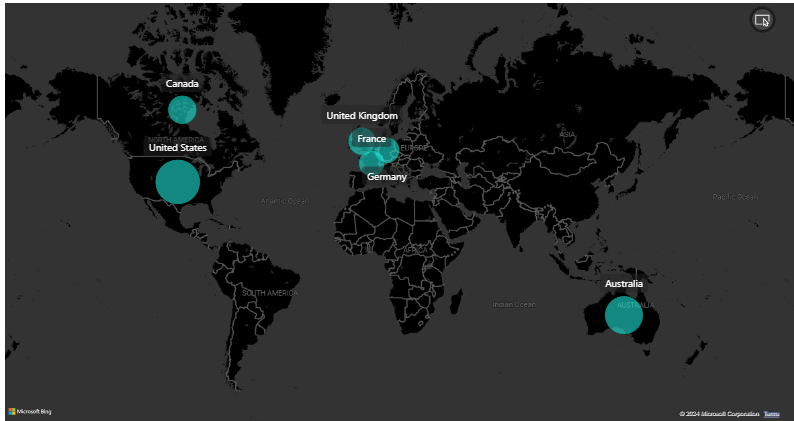 Canada
NORTH AMERICA
United States
United Kingdom
France
EUROPE
Germany
ASIA
Atlantic Ocean
Pacific Ocean
AFRICA
Australia
SOUTH AMERICA
Indian Ocean
AUSTRALIA
Microsoft Bing
© 2024 Microsoft Corporation Terms